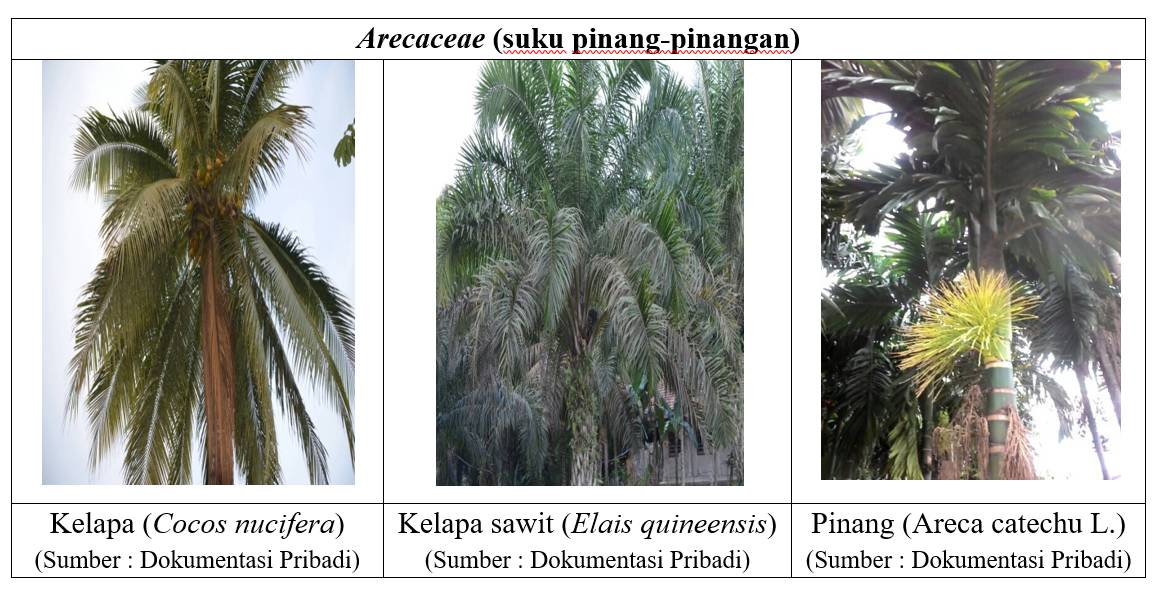 Arecaceae (suku pinang-pinangan)
Kelapa (Cocos nucifera)
(Sumber : Dokumentasi Pribadi)
Kelapa sawit (Elais quineensis)
(Sumber : Dokumentasi Pribadi)
Pinang (Areca catechu L.)
(Sumber : Dokumentasi Pribadi)